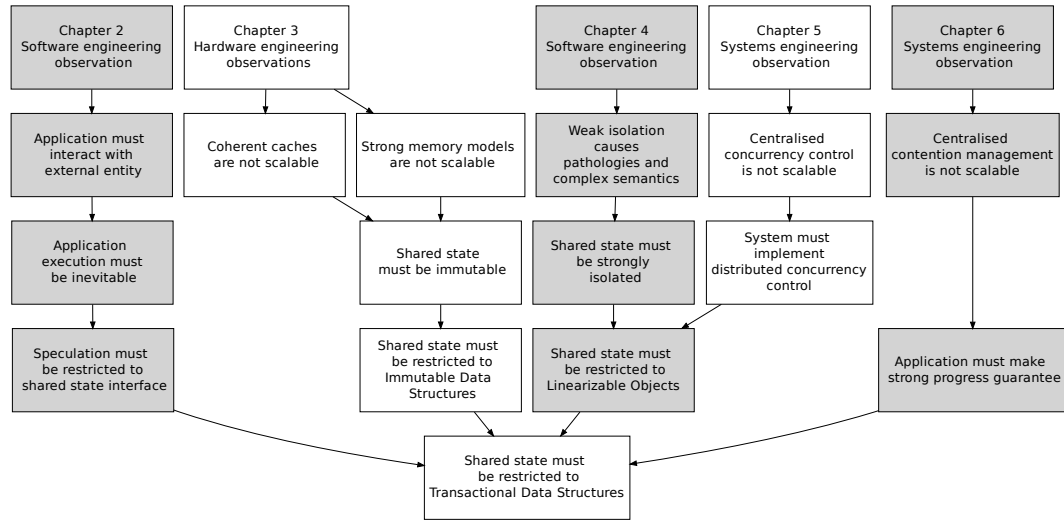 Chapter 2
Software engineering
observation
Chapter 3
Hardware engineering
observations
Chapter 4
Software engineering
observation
Chapter 5
Systems engineering
observation
Chapter 6
Systems engineering
observation
Application must
interact with
external entity
Coherent caches
are not scalable
Strong memory models
are not scalable
Weak isolation
causes
pathologies and
complex semantics
Centralised
concurrency control
is not scalable
Centralised
contention management
is not scalable
Application
execution must
be inevitable
Shared state
must be immutable
Shared state must
be strongly
isolated
System must
implement
distributed concurrency
control
Speculation must
be restricted to
shared state interface
Shared state must
be restricted to
Immutable Data
Structures
Shared state must
be restricted to
Linearizable Objects
Application must make
strong progress guarantee
Shared state must
be restricted to
Transactional Data Structures